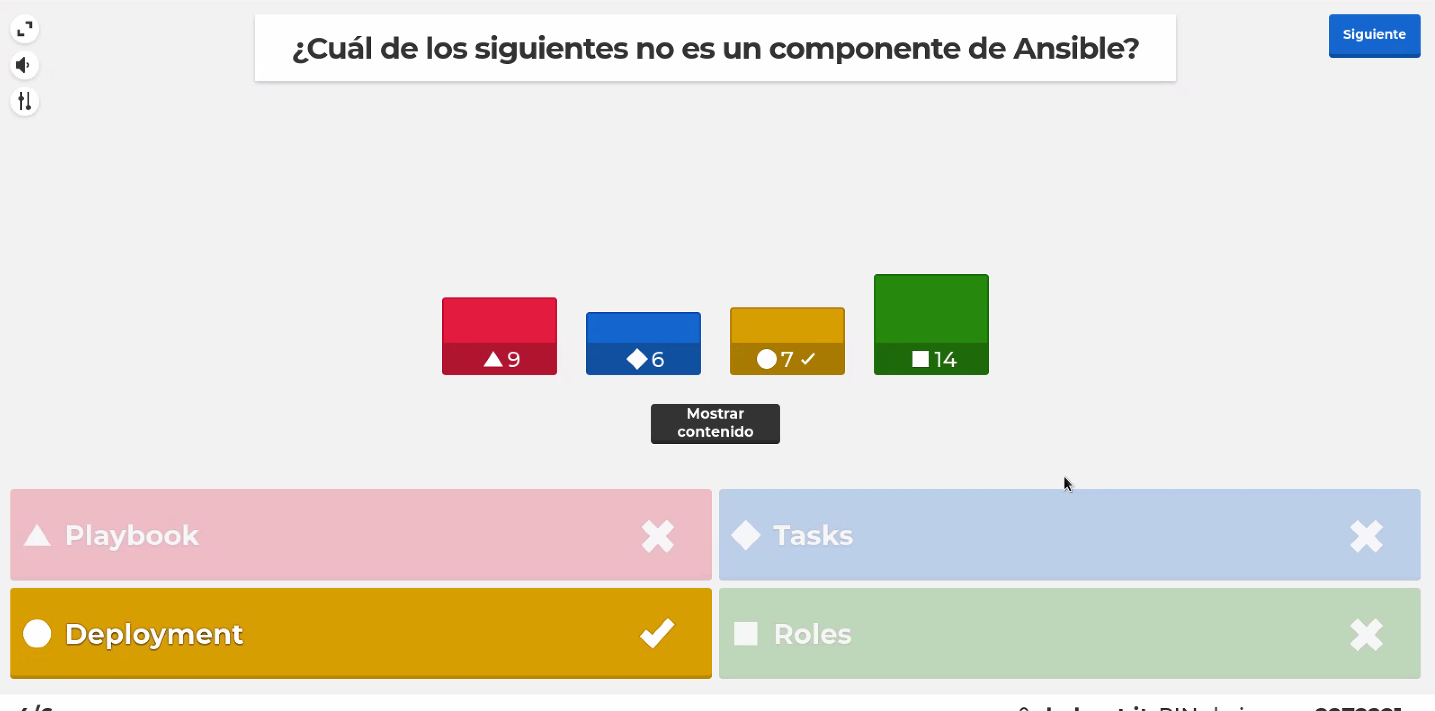 ¿Cuál de los siguientes no es un componente de Ansible?
Siguiente
9
6
7
14
Mostrar
contenido
Playbook
Tasks
Deployment
Roles